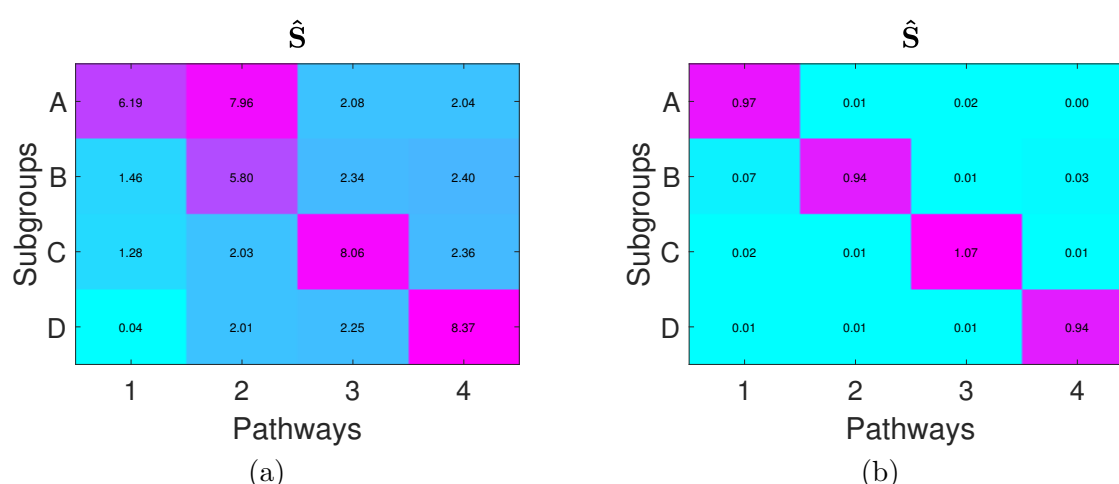 Ŝ
A 6.19 7.96 2.08 2.04
B 1.46 5.80 2.34 2.40
C 1.28 2.03 8.06 2.36
D 0.04 2.01 2.25 8.37
Subgroups
1 2 3 4
Pathways
(a)
Ŝ
A 0.97 0.01 0.02 0.00
B 0.07 0.94 0.01 0.03
C 0.02 0.01 1.07 0.01
D 0.01 0.01 0.01 0.94
Subgroups
1 2 3 4
Pathways
(b)